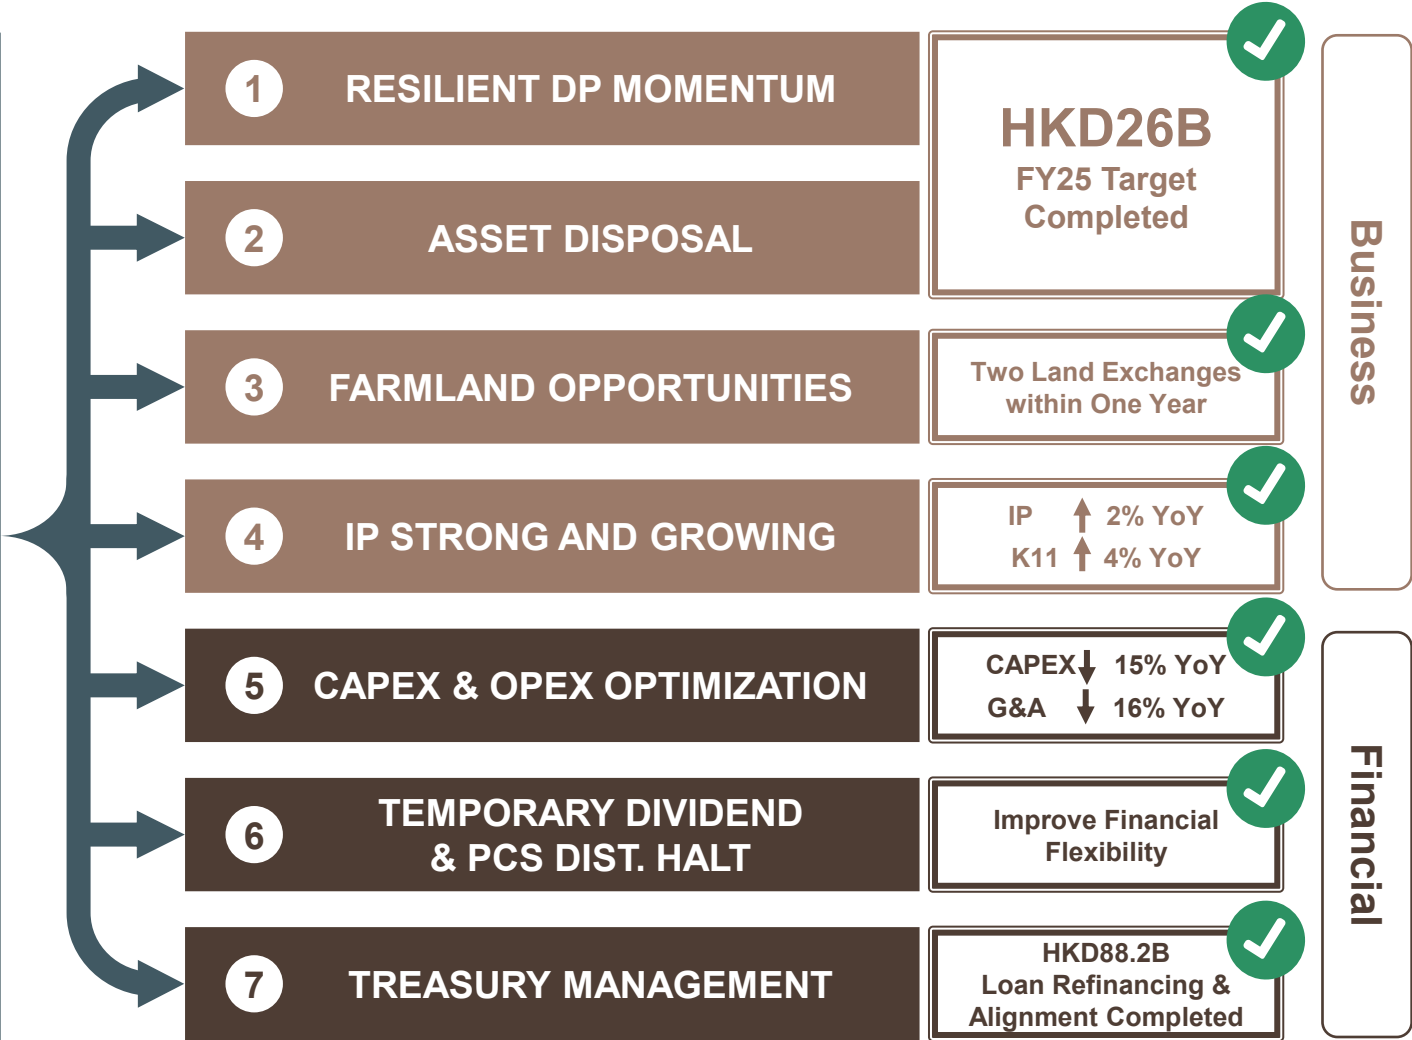 1 RESILIENT DP MOMENTUM
HKD26B
FY25 Target
Completed
2 ASSET DISPOSAL
3 FARMLAND OPPORTUNITIES
Two Land Exchanges
within One Year
4 IP STRONG AND GROWING
IP 2% YoY
K11 4% YoY
Business
5 CAPEX & OPEX OPTIMIZATION
CAPEX 15% YoY
G&A 16% YoY
6 TEMPORARY DIVIDEND
& PCS DIST. HALT
Improve Financial
Flexibility
7 TREASURY MANAGEMENT
HKD88.2B
Loan Refinancing &
Alignment Completed
Financial